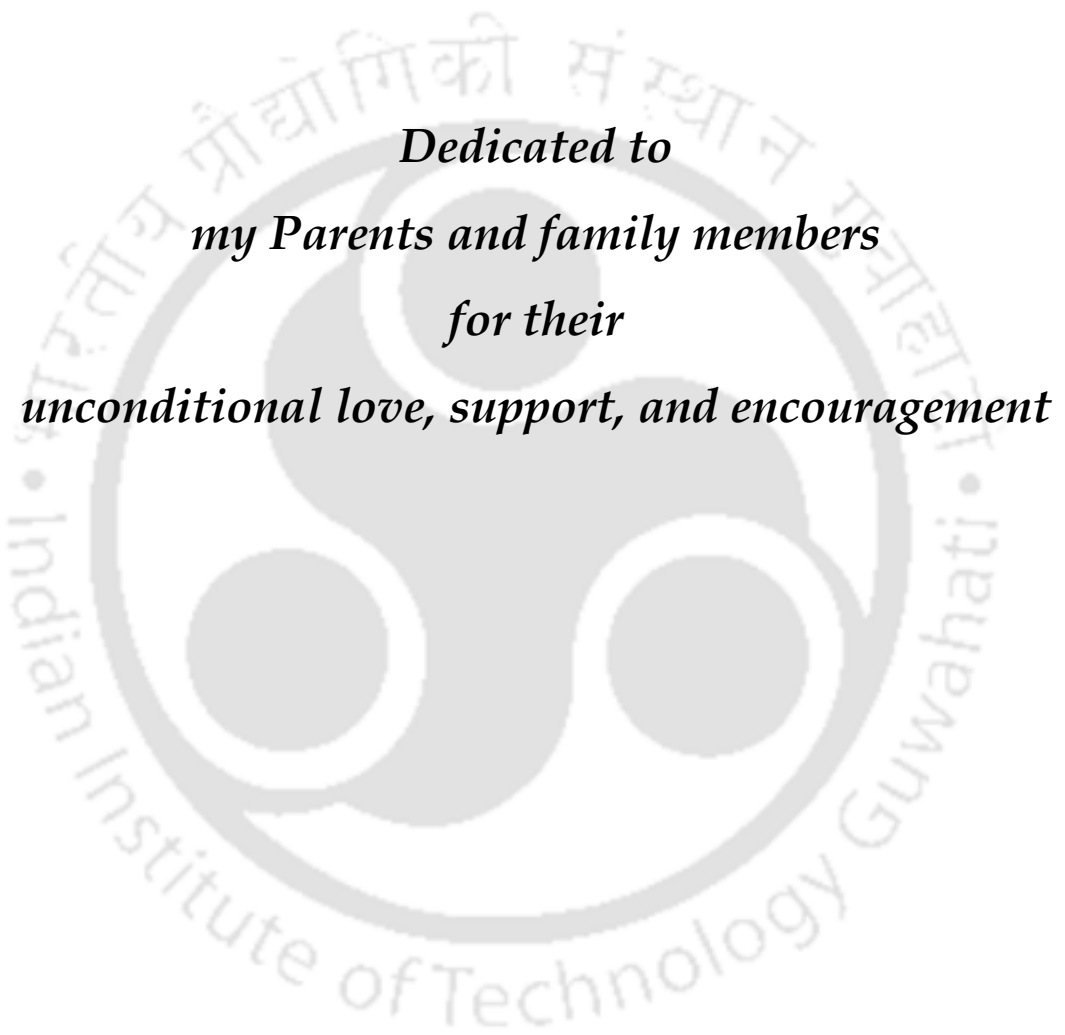 Dedicated to
my Parents and family members
for their
unconditional love, support, and encouragement
भारतीय प्रौद्योगिकी संस्थान गुवाहाटी
• Indian Institute of Technology Guwahati •